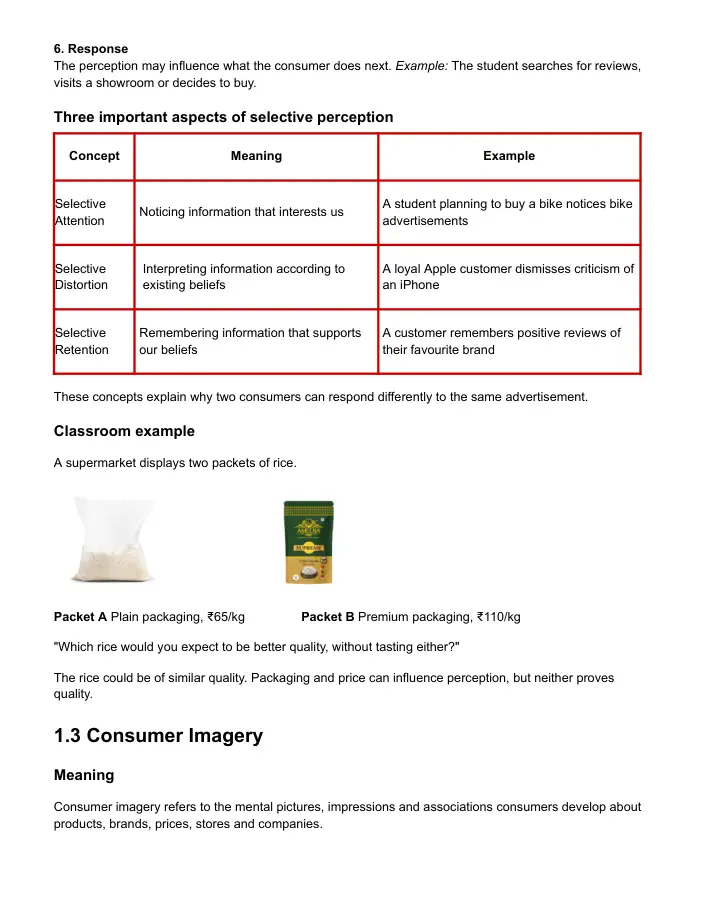 6. Response
The perception may influence what the consumer does next. Example: The student searches for reviews,
visits a showroom or decides to buy.
Three important aspects of selective perception
Concept Meaning Example
Selective
Attention
Noticing information that interests us
A student planning to buy a bike notices bike
advertisements
Selective
Distortion
Interpreting information according to
existing beliefs
A loyal Apple customer dismisses criticism of
an iPhone
Selective
Retention
Remembering information that supports
our beliefs
A customer remembers positive reviews of
their favourite brand
These concepts explain why two consumers can respond differently to the same advertisement.
Classroom example
A supermarket displays two packets of rice.
SUPREME
Packet A Plain packaging, ₹65/kg
Packet B Premium packaging, ₹110/kg
"Which rice would you expect to be better quality, without tasting either?"
The rice could be of similar quality. Packaging and price can influence perception, but neither proves
quality.
1.3 Consumer Imagery
Meaning
Consumer imagery refers to the mental pictures, impressions and associations consumers develop about
products, brands, prices, stores and companies.